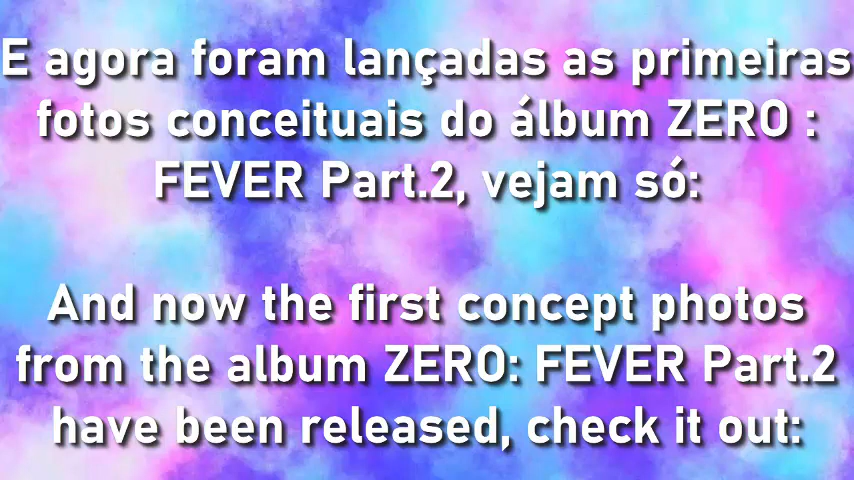 E agora foram lançadas as primeiras
fotos conceituais do álbum ZERO :
FEVER Part.2, vejam só:
And now the first concept photos
from the album ZERO: FEVER Part.2
have been released, check it out: